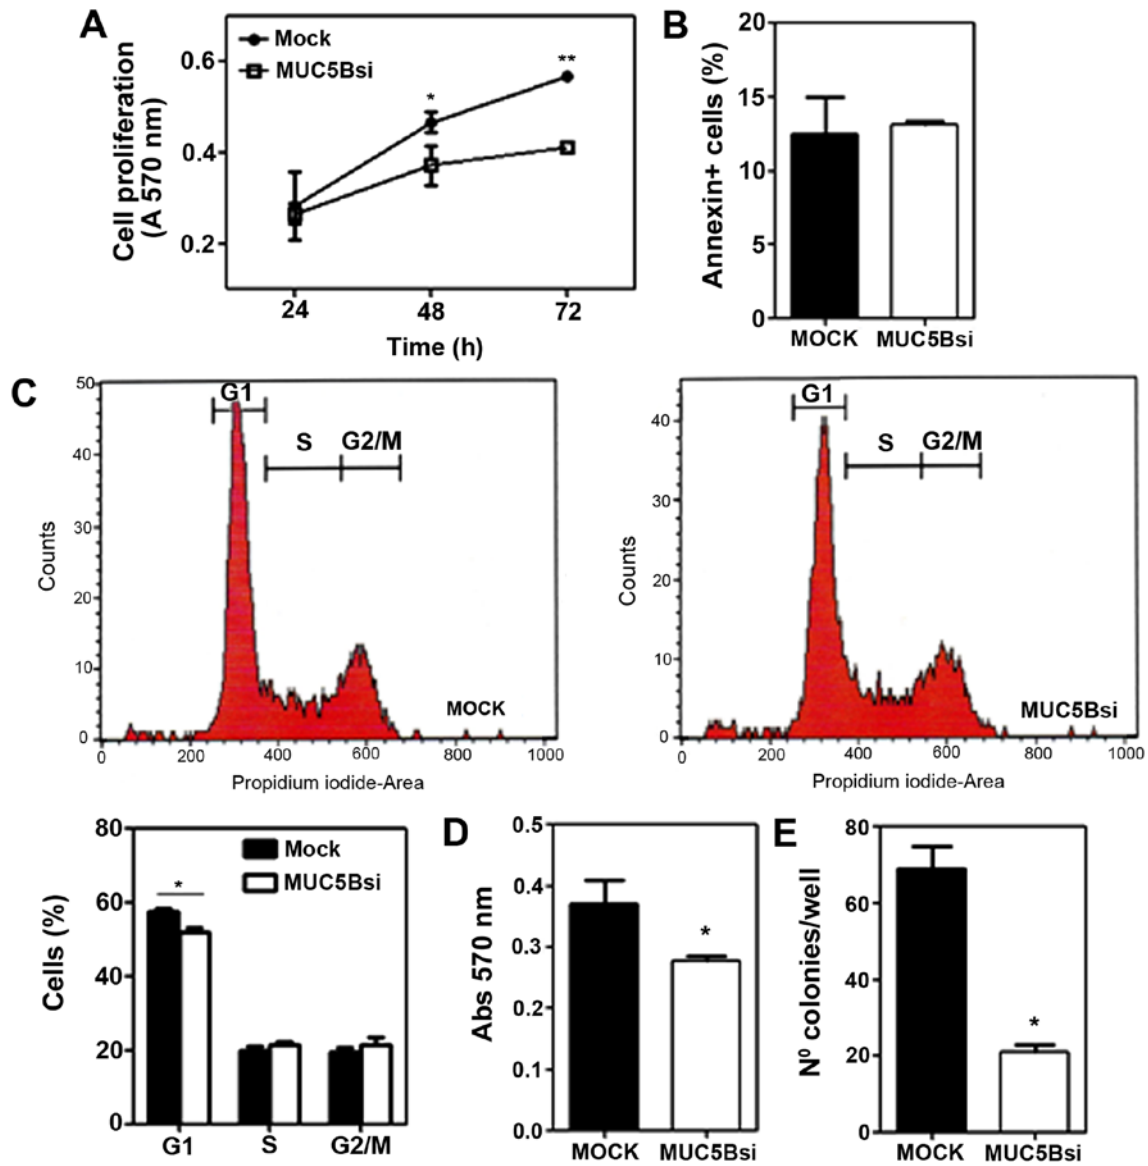 A
Mock
MUC5Bsi
Cell proliferation
(A 570 nm)
0.6
0.4
0.2
*
**
24
48
72
Time (h)
B
Annexin+ cells (%)
20
15
10
5
0
MOCK
MUC5Bsi
C
50
40
30
20
10
0
Counts
G1
S
G2/M
MOCK
0
200
400
600
800
1000
Propidium iodide-Area
40
30
20
10
0
Counts
G1
S
G2/M
MUC5Bsi
0
200
400
600
800
1000
Propidium iodide-Area
80
60
40
20
0
Cells (%)
Mock
MUC5Bsi
*
G1
S
G2/M
D
Abs 570 nm
0.5
0.4
0.3
0.2
0.1
0.0
*
MOCK
MUC5Bsi
E
Nº colonies/well
80
60
40
20
0
*
MOCK
MUC5Bsi